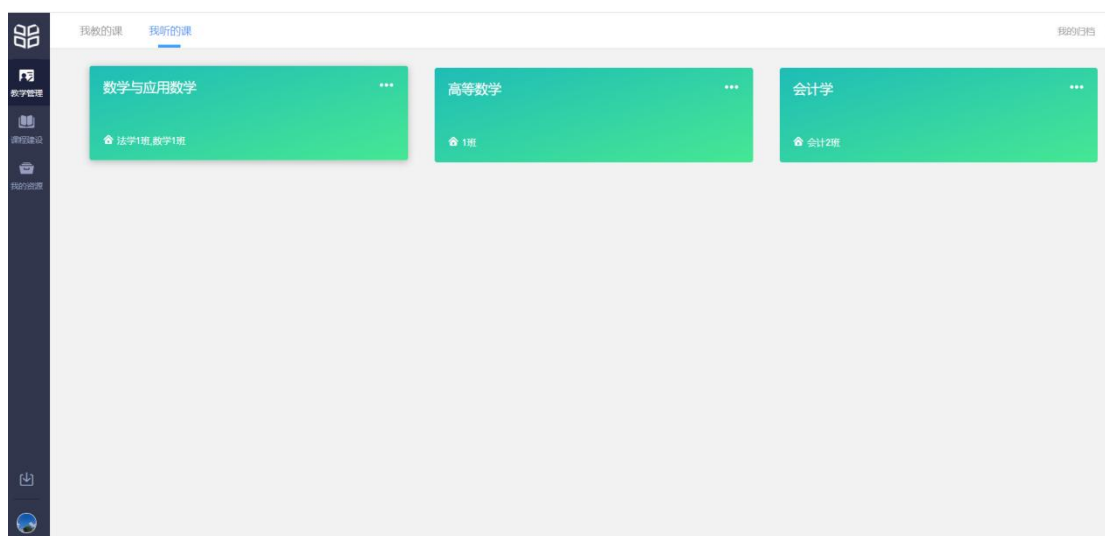 我教的课 我听的课 我的归档
教学管理
课程建设
我的资源
数学与应用数学
法学1班,数学1班
高等数学
1班
会计学
会计2班